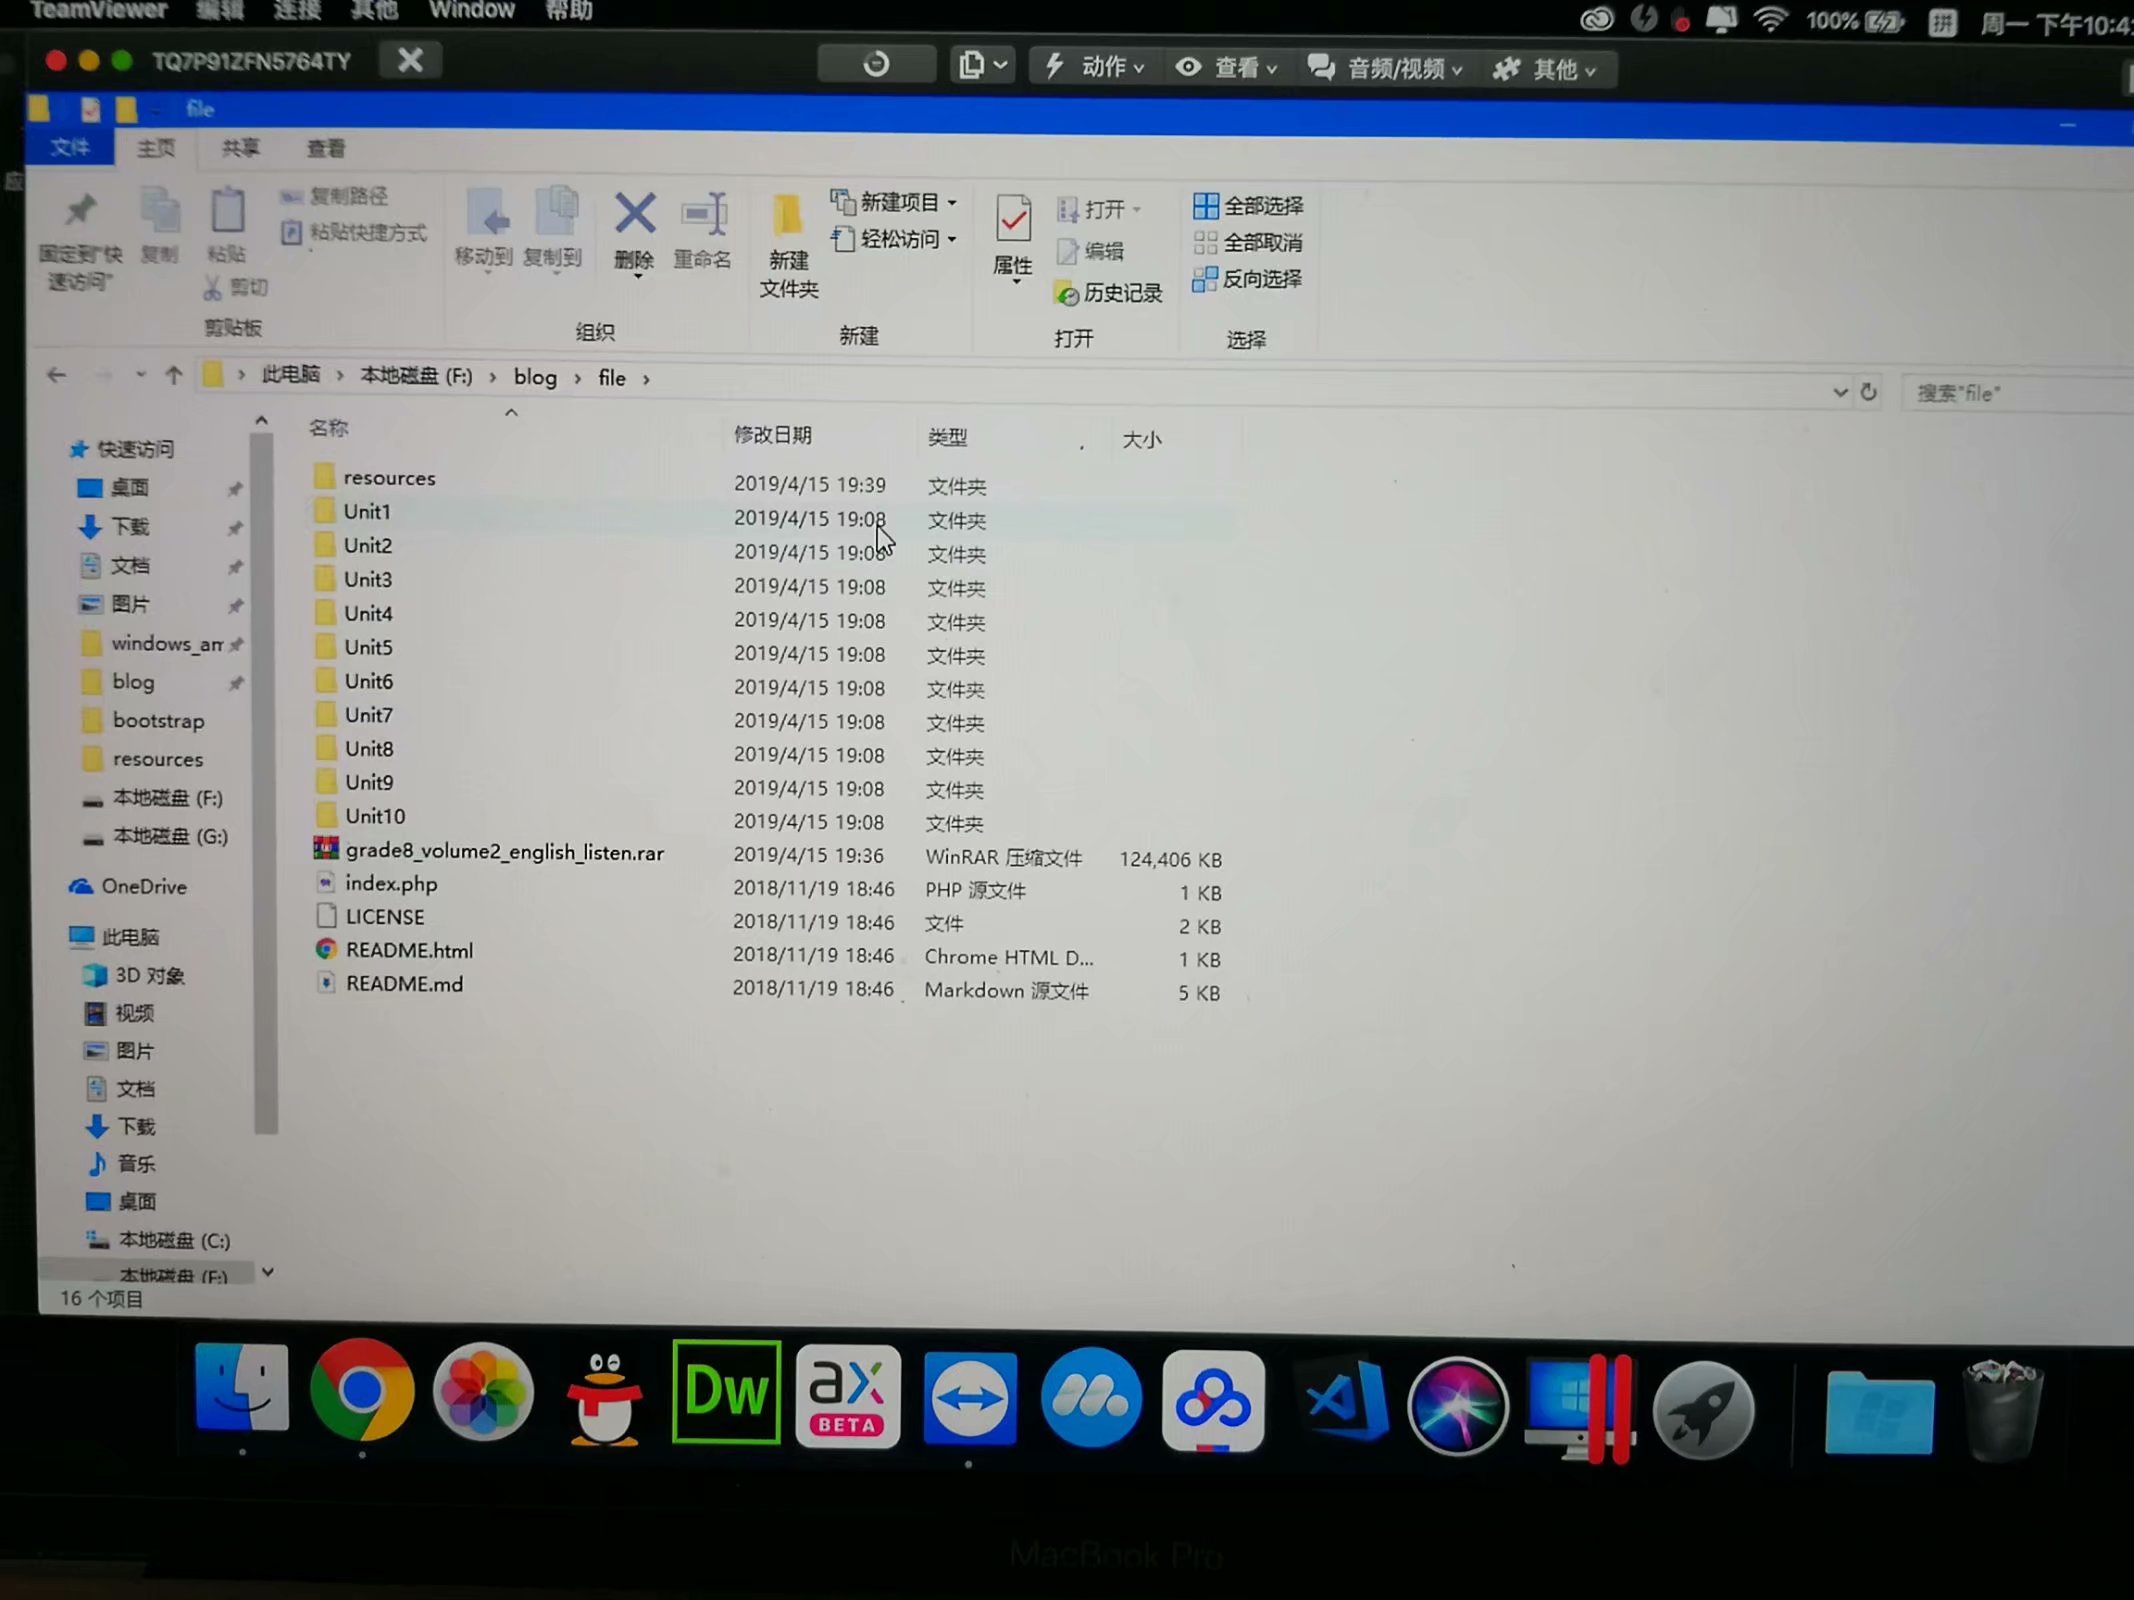 TeamViewer 编辑 连接 其他 Window 帮助
100% 拼 周一 下午10:4
TQ7P91ZFN5764TY
动作 查看 音频/视频 其他
file
文件 主页 共享 查看
固定到"快速访问"
复制
粘贴
复制路径
粘贴快捷方式
剪切
剪贴板
移动到 复制到 删除 重命名
组织
新建
文件夹
新建项目
轻松访问
新建
属性
打开
编辑
历史记录
打开
全部选择
全部取消
反向选择
选择
此电脑 › 本地磁盘 (F:) › blog › file ›
搜索"file"
名称 修改日期 类型 大小
快速访问
桌面
下载
文档
图片
windows_am
blog
bootstrap
resources
本地磁盘 (F:)
本地磁盘 (G:)
OneDrive
此电脑
3D 对象
视频
图片
文档
下载
音乐
桌面
本地磁盘 (C:)
本地磁盘 (F:)
resources 2019/4/15 19:39 文件夹
Unit1 2019/4/15 19:08 文件夹
Unit2 2019/4/15 19:08 文件夹
Unit3 2019/4/15 19:08 文件夹
Unit4 2019/4/15 19:08 文件夹
Unit5 2019/4/15 19:08 文件夹
Unit6 2019/4/15 19:08 文件夹
Unit7 2019/4/15 19:08 文件夹
Unit8 2019/4/15 19:08 文件夹
Unit9 2019/4/15 19:08 文件夹
Unit10 2019/4/15 19:08 文件夹
grade8_volume2_english_listen.rar 2019/4/15 19:36 WinRAR 压缩文件 124,406 KB
index.php 2018/11/19 18:46 PHP 源文件 1 KB
LICENSE 2018/11/19 18:46 文件 2 KB
README.html 2018/11/19 18:46 Chrome HTML D... 1 KB
README.md 2018/11/19 18:46 Markdown 源文件 5 KB
16 个项目
Dw
ax
BETA
MacBook Pro